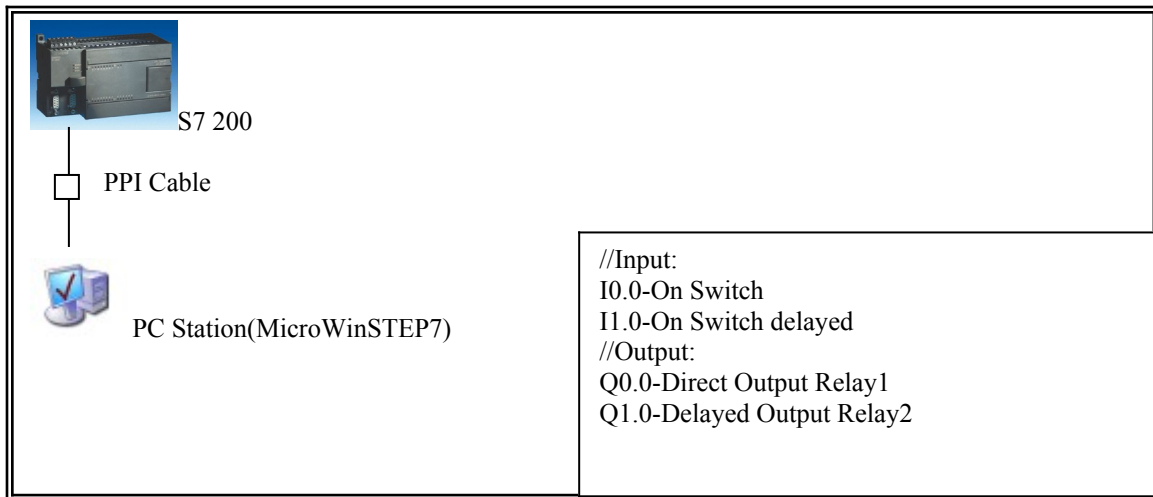 S7 200
PPI Cable
PC Station(MicroWinSTEP7)
//Input:
I0.0-On Switch
I1.0-On Switch delayed
//Output:
Q0.0-Direct Output Relay1
Q1.0-Delayed Output Relay2